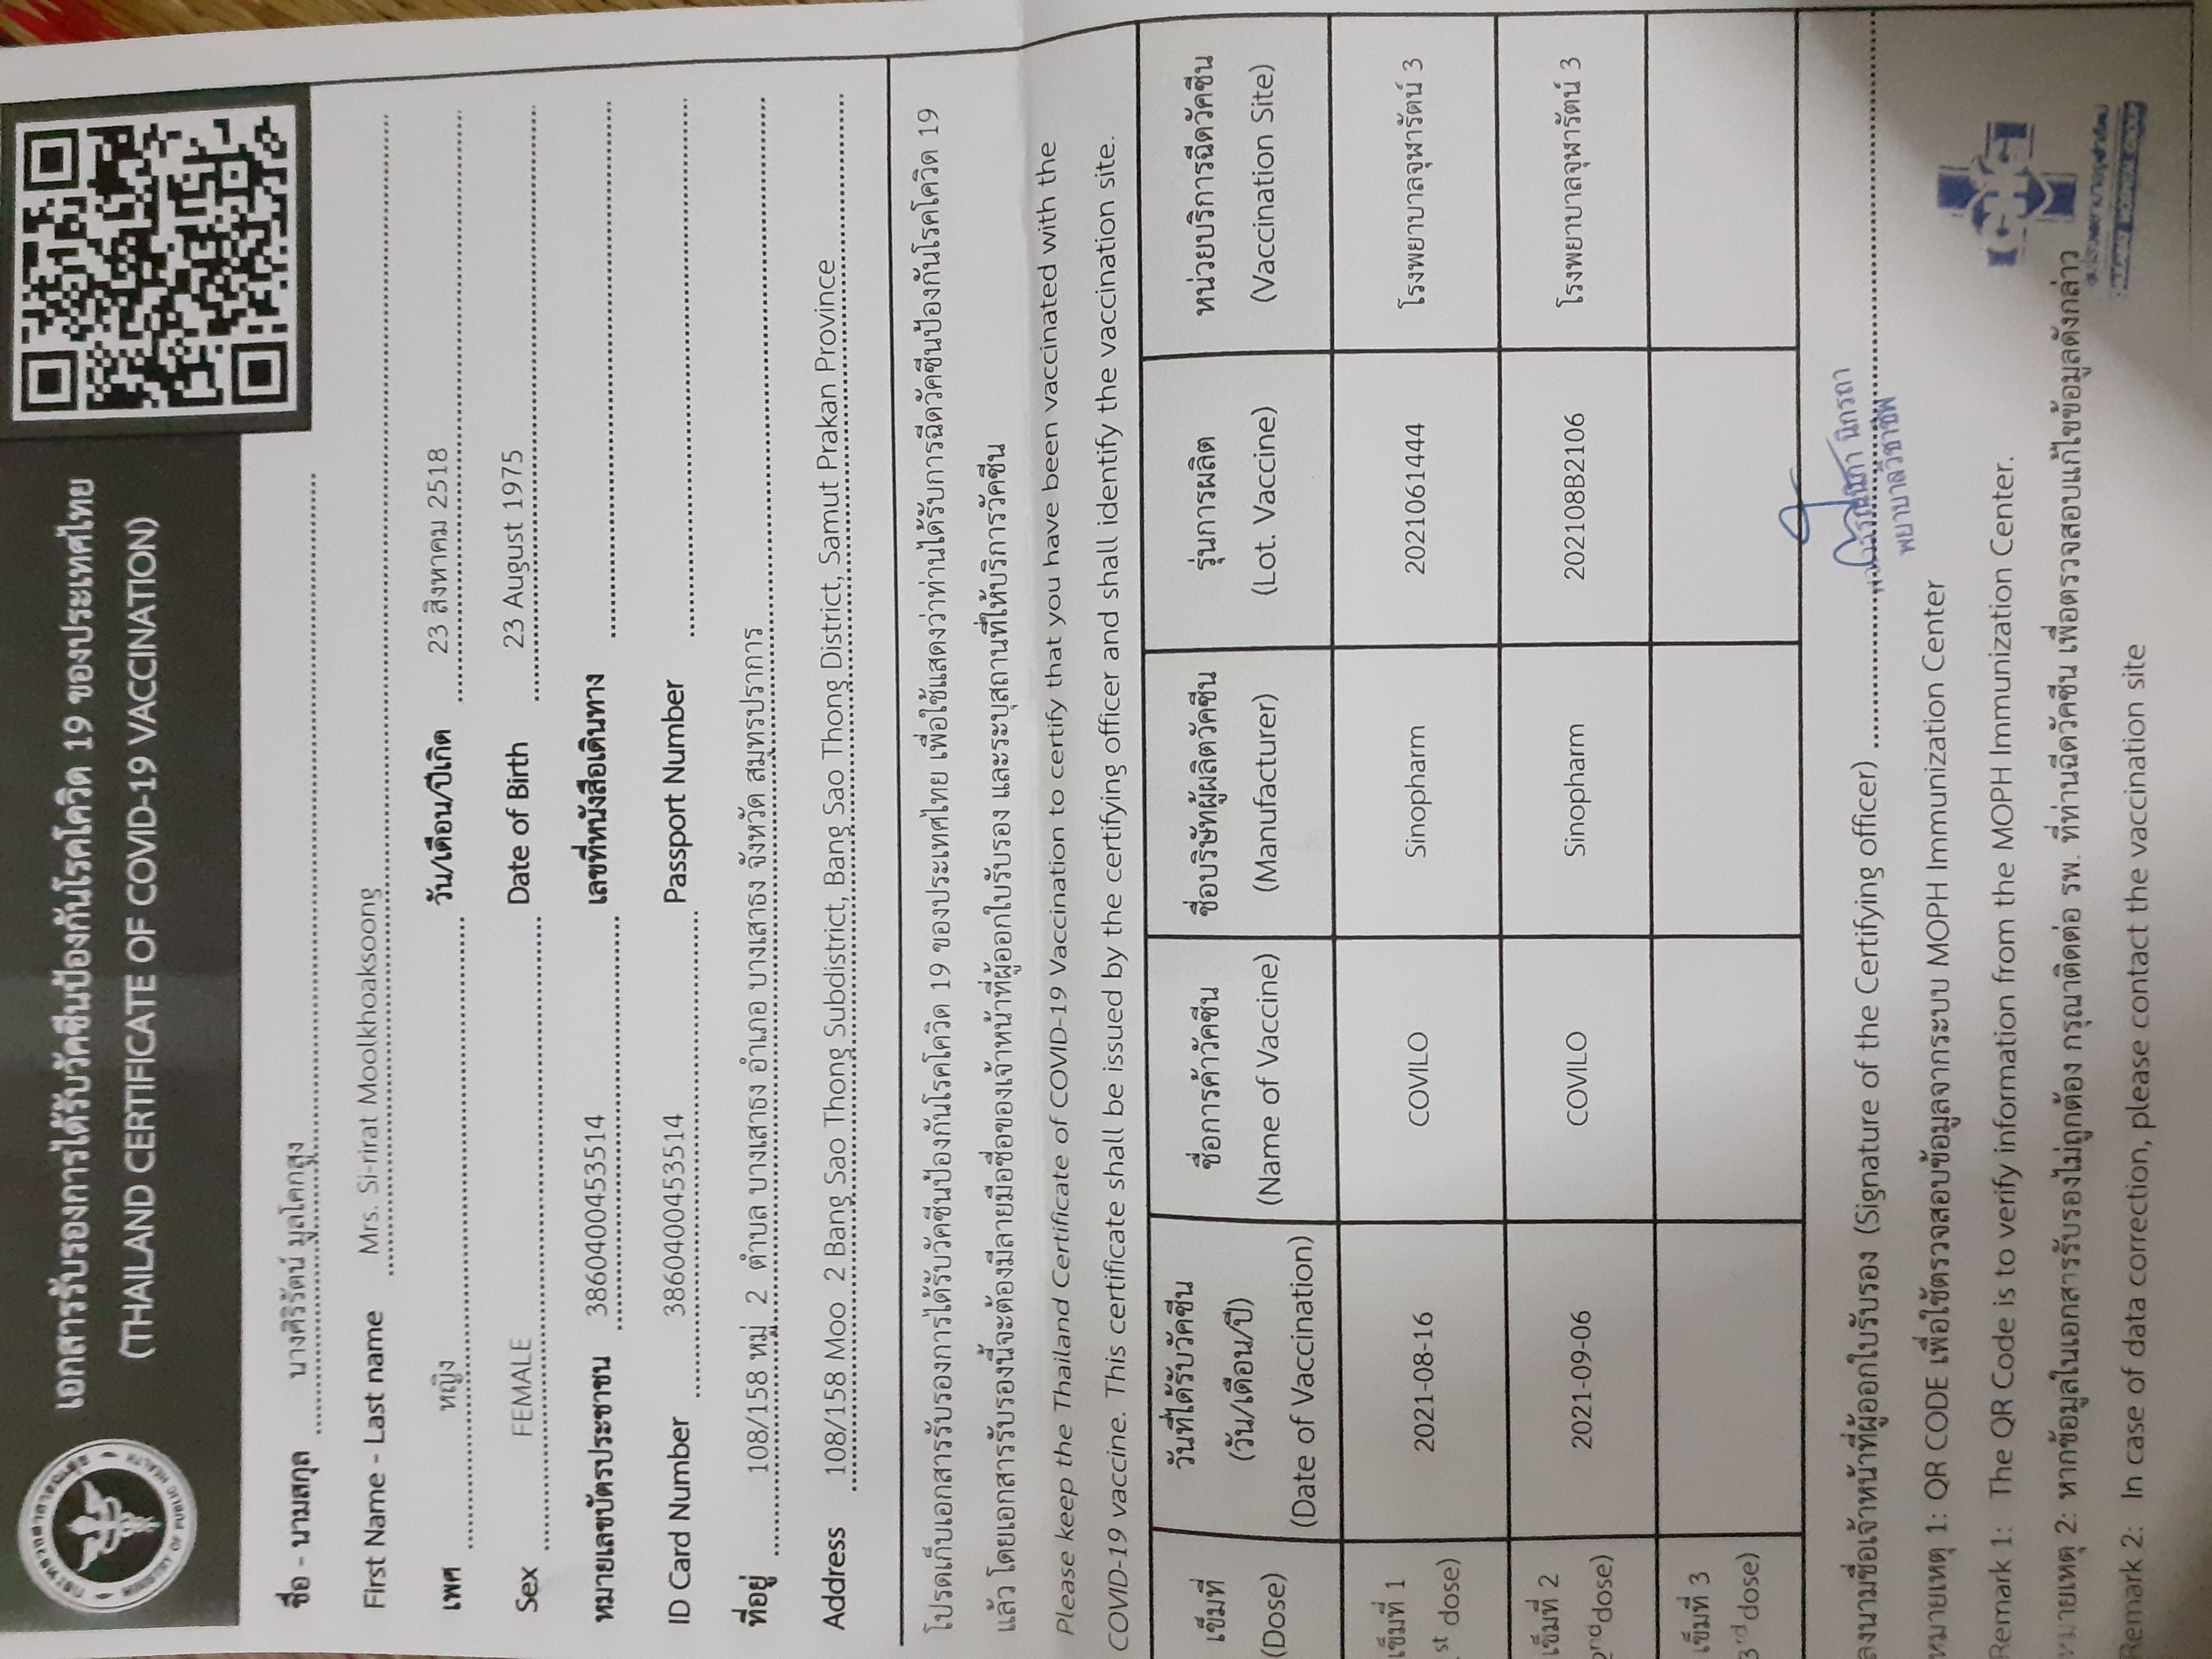 กระทรวงสาธารณสุข
MINISTRY OF PUBLIC HEALTH
เอกสารรับรองการได้รับวัคซีนป้องกันโรคโควิด 19 ของประเทศไทย
(THAILAND CERTIFICATE OF COVID-19 VACCINATION)
ชื่อ - นามสกุล นางศิริรัตน์ มูลโคกสูง
First Name - Last name Mrs. Si-rirat Moolkhoaksoong
เพศ หญิง วัน/เดือน/ปีเกิด 23 สิงหาคม 2518
Sex FEMALE Date of Birth 23 August 1975
หมายเลขบัตรประชาชน 3860400453514 เลขที่หนังสือเดินทาง
ID Card Number 3860400453514 Passport Number
ที่อยู่ 108/158 หมู่ 2 ตำบล บางเสาธง อำเภอ บางเสาธง จังหวัด สมุทรปราการ
Address 108/158 Moo 2 Bang Sao Thong Subdistrict, Bang Sao Thong District, Samut Prakan Province
โปรดเก็บเอกสารรับรองการได้รับวัคซีนป้องกันโรคโควิด 19 ของประเทศไทย เพื่อใช้แสดงว่าท่านได้รับการฉีดวัคซีนป้องกันโรคโควิด 19
แล้ว โดยเอกสารรับรองนี้จะต้องมีลายมือชื่อของเจ้าหน้าที่ผู้ออกใบรับรอง และระบุสถานที่ให้บริการวัคซีน
Please keep the Thailand Certificate of COVID-19 Vaccination to certify that you have been vaccinated with the
COVID-19 vaccine. This certificate shall be issued by the certifying officer and shall identify the vaccination site.
เข็มที่ (Dose)
วันที่ได้รับวัคซีน (วัน/เดือน/ปี) (Date of Vaccination)
ชื่อการค้าวัคซีน (Name of Vaccine)
ชื่อบริษัทผู้ผลิตวัคซีน (Manufacturer)
รุ่นการผลิต (Lot. Vaccine)
หน่วยบริการฉีดวัคซีน (Vaccination Site)
เข็มที่ 1 st dose) 2021-08-16 COVILO Sinopharm 2021061444 โรงพยาบาลจุฬารัตน์ 3
เข็มที่ 2 2nd dose) 2021-09-06 COVILO Sinopharm 202108B2106 โรงพยาบาลจุฬารัตน์ 3
เข็มที่ 3 3rd dose)
ลงนามชื่อเจ้าหน้าที่ผู้ออกใบรับรอง (Signature of the Certifying officer)
นิกรถา
พยาบาลวิชาชีพ
หมายเหตุ 1: QR CODE เพื่อใช้ตรวจสอบข้อมูลจากระบบ MOPH Immunization Center
Remark 1: The QR Code is to verify information from the MOPH Immunization Center.
หมายเหตุ 2: หากข้อมูลในเอกสารรับรองไม่ถูกต้อง กรุณาติดต่อ รพ. ที่ท่านฉีดวัคซีน เพื่อตรวจสอบแก้ไขข้อมูลดังกล่าว
Remark 2: In case of data correction, please contact the vaccination site
HOSPITAL GROUP